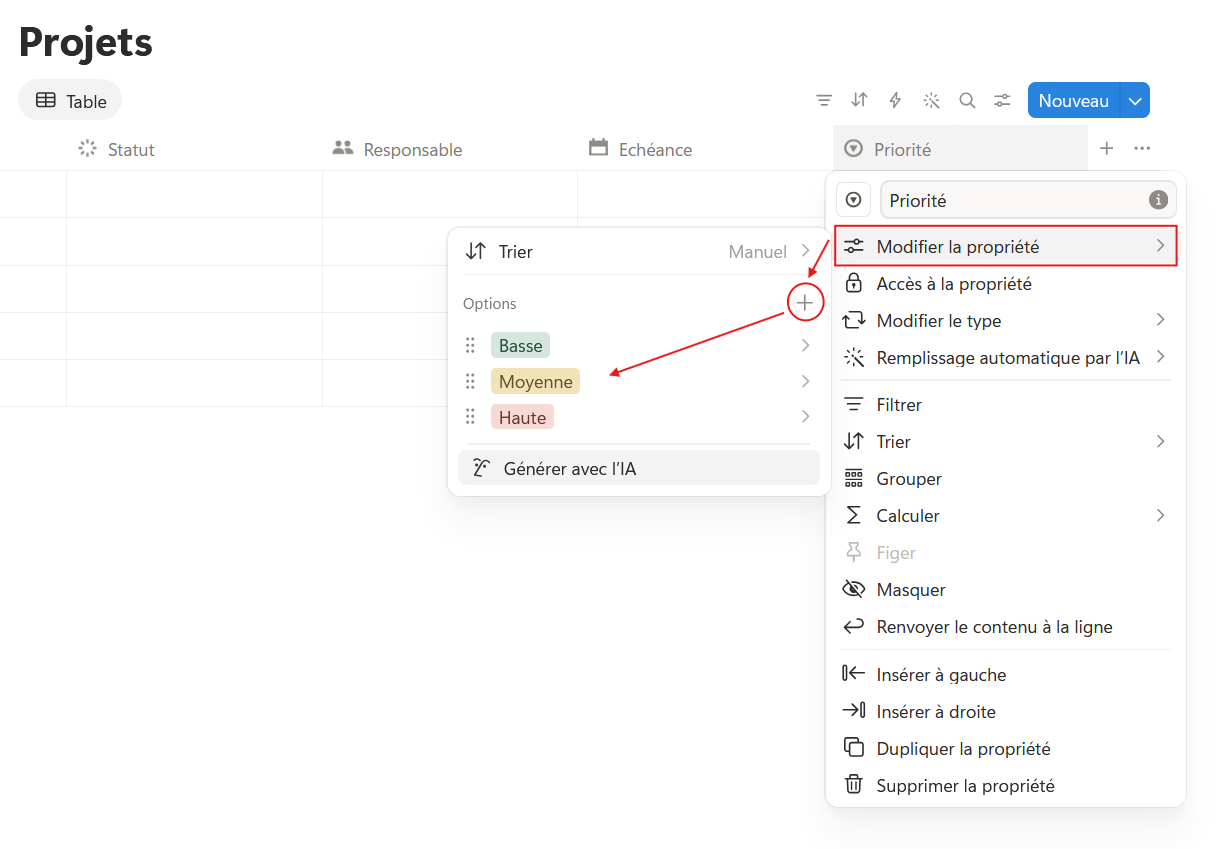 Projets
Table
Nouveau
Statut
Responsable
Echéance
Priorité
Priorité
Modifier la propriété
Accès à la propriété
Modifier le type
Remplissage automatique par l’IA
Filtrer
Trier
Grouper
Calculer
Figer
Masquer
Renvoyer le contenu à la ligne
Insérer à gauche
Insérer à droite
Dupliquer la propriété
Supprimer la propriété
Trier Manuel
Options
Basse
Moyenne
Haute
Générer avec l’IA